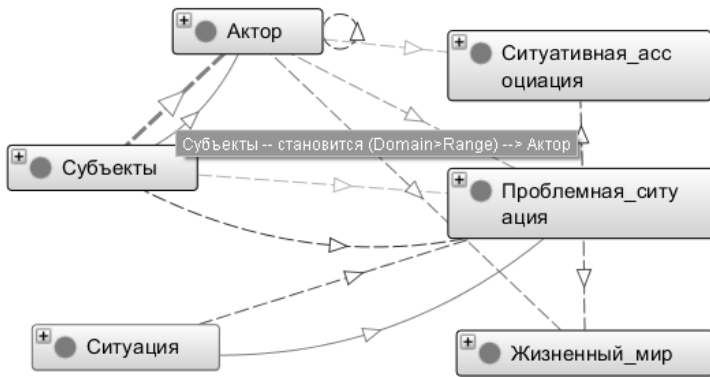 Актор
Ситуативная_асс
оциация
Субъекты -- становится (Domain>Range) --> Актор
Субъекты
Проблемная_ситу
ация
Ситуация
Жизненный_мир